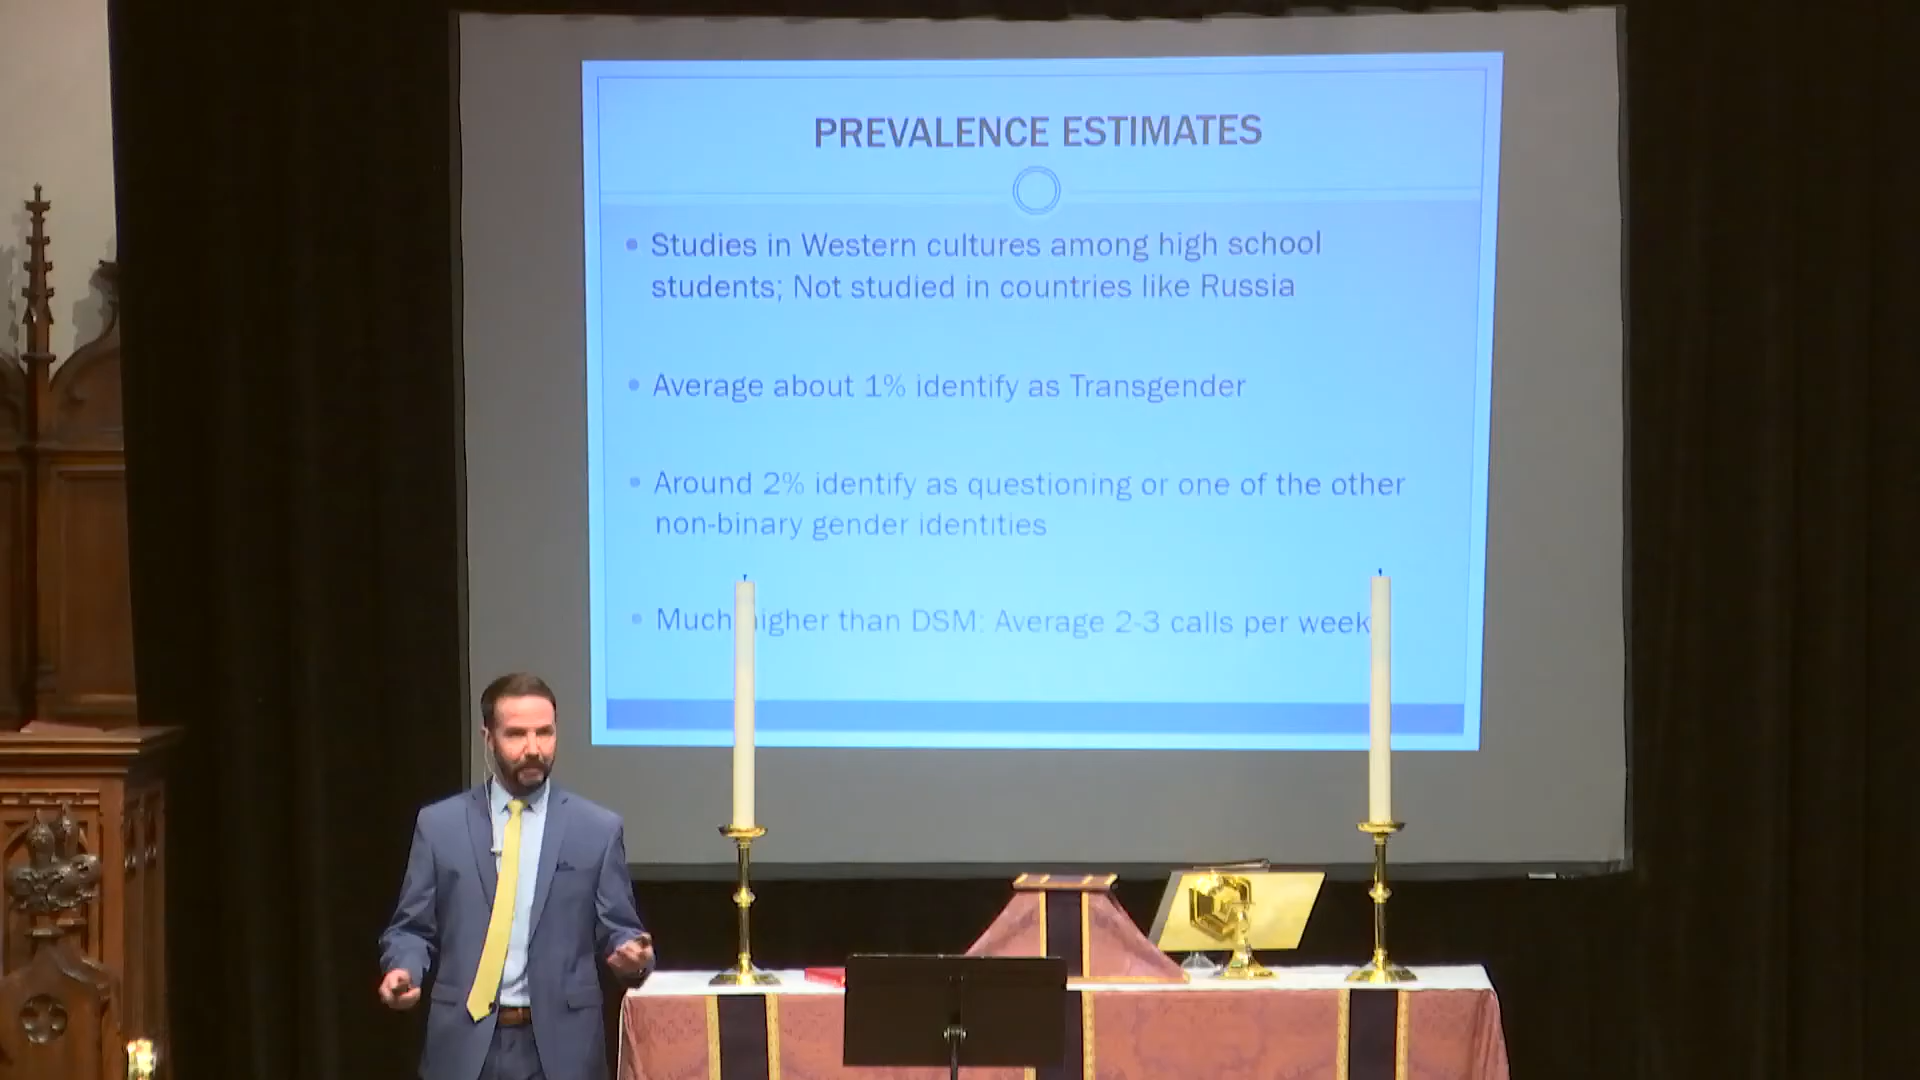 PREVALENCE ESTIMATES
• Studies in Western cultures among high school
students; Not studied in countries like Russia
• Average about 1% identify as Transgender
• Around 2% identify as questioning or one of the other
non-binary gender identities
• Much higher than DSM: Average 2-3 calls per week